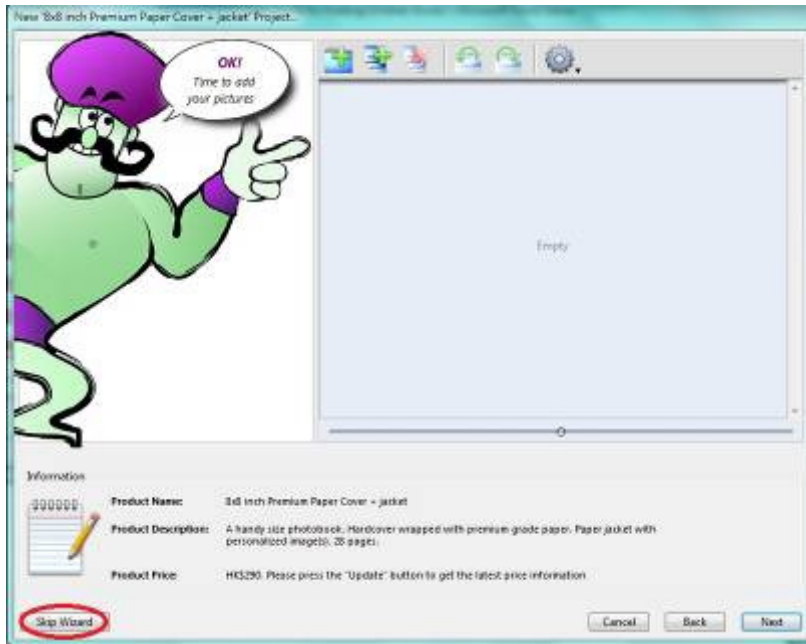 New '8x8 inch Premium Paper Cover + jacket' Project...
OK!
Time to add
your pictures
Empty
Information
Product Name: 8x8 inch Premium Paper Cover + jacket
Product Description: A handy size photobook. Hardcover wrapped with premium grade paper. Paper jacket with
personalized image(s). 28 pages.
Product Price: HK$290. Please press the "Update" button to get the latest price information
Skip Wizard
Cancel
Back
Next